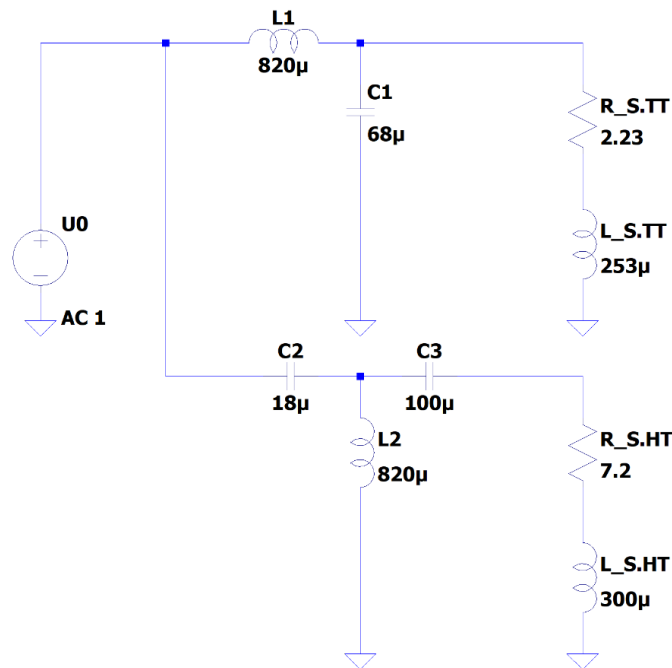 L1
820µ
C1
68µ
R_S.TT
2.23
L_S.TT
253µ
U0
AC 1
C2
18µ
C3
100µ
L2
820µ
R_S.HT
7.2
L_S.HT
300µ